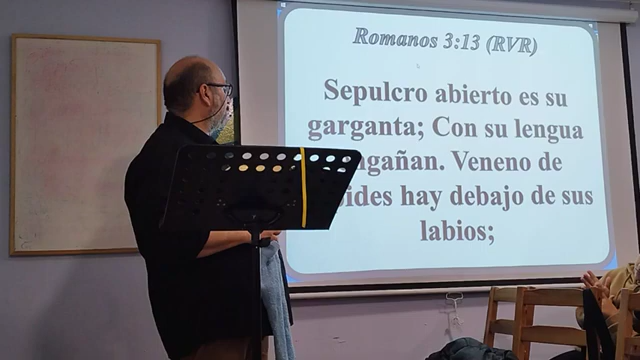 Romanos 3:13 (RVR)
Sepulcro abierto es su
garganta; Con su lengua
Veneno de
hay debajo de sus
labios;